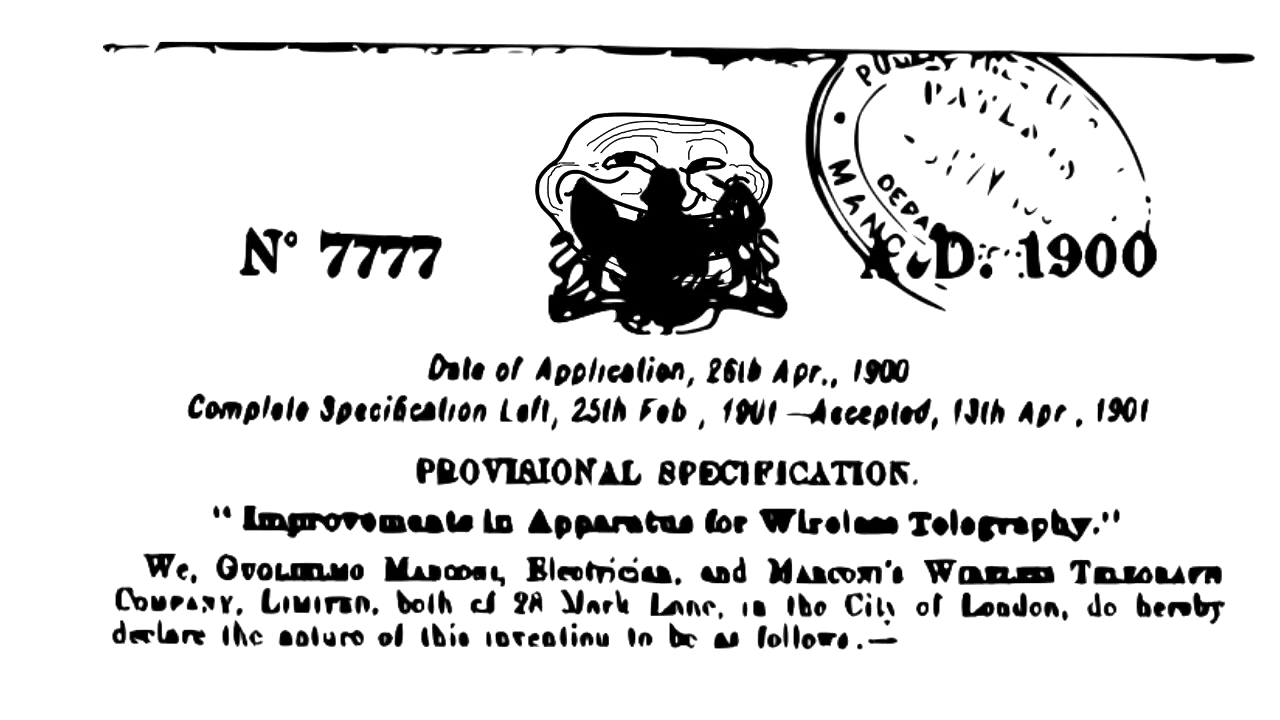 PUBLIC
MANC
DEPA
N° 7777
A.D. 1900
Date of Application, 26th Apr., 1900
Complete Specification Left, 25th Feb., 1901—Accepted, 13th Apr., 1901
PROVISIONAL SPECIFICATION.
"Improvements in Apparatus for Wireless Telegraphy."
We, GUGLIELMO MARCONI, Electrician, and MARCONI'S WIRELESS TELEGRAPH
COMPANY, LIMITED, both of 28 Mark Lane, in the City of London, do hereby
declare the nature of this invention to be as follows:—